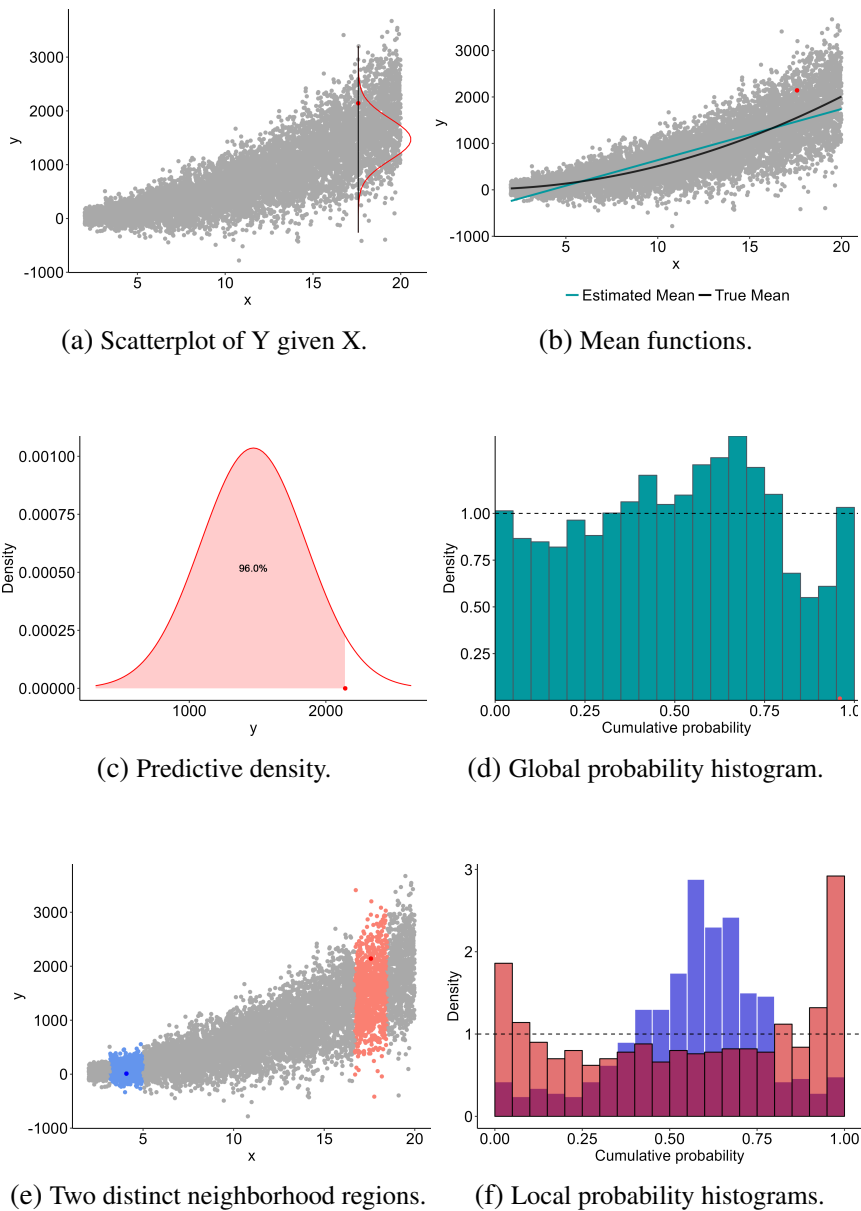 3000
2000
1000
0
-1000
y
5
10
15
20
x
(a) Scatterplot of Y given X.
3000
2000
1000
0
-1000
y
5
10
15
20
x
Estimated Mean
True Mean
(b) Mean functions.
0.00100
0.00075
0.00050
0.00025
0.00000
Density
96.0%
1000
2000
y
(c) Predictive density.
1.00
0.75
0.50
0.25
Density
0.00
0.25
0.50
0.75
1.0
Cumulative probability
(d) Global probability histogram.
3000
2000
1000
0
-1000
y
5
10
15
20
x
(e) Two distinct neighborhood regions.
3
2
1
0
Density
0.00
0.25
0.50
0.75
1.00
Cumulative probability
(f) Local probability histograms.